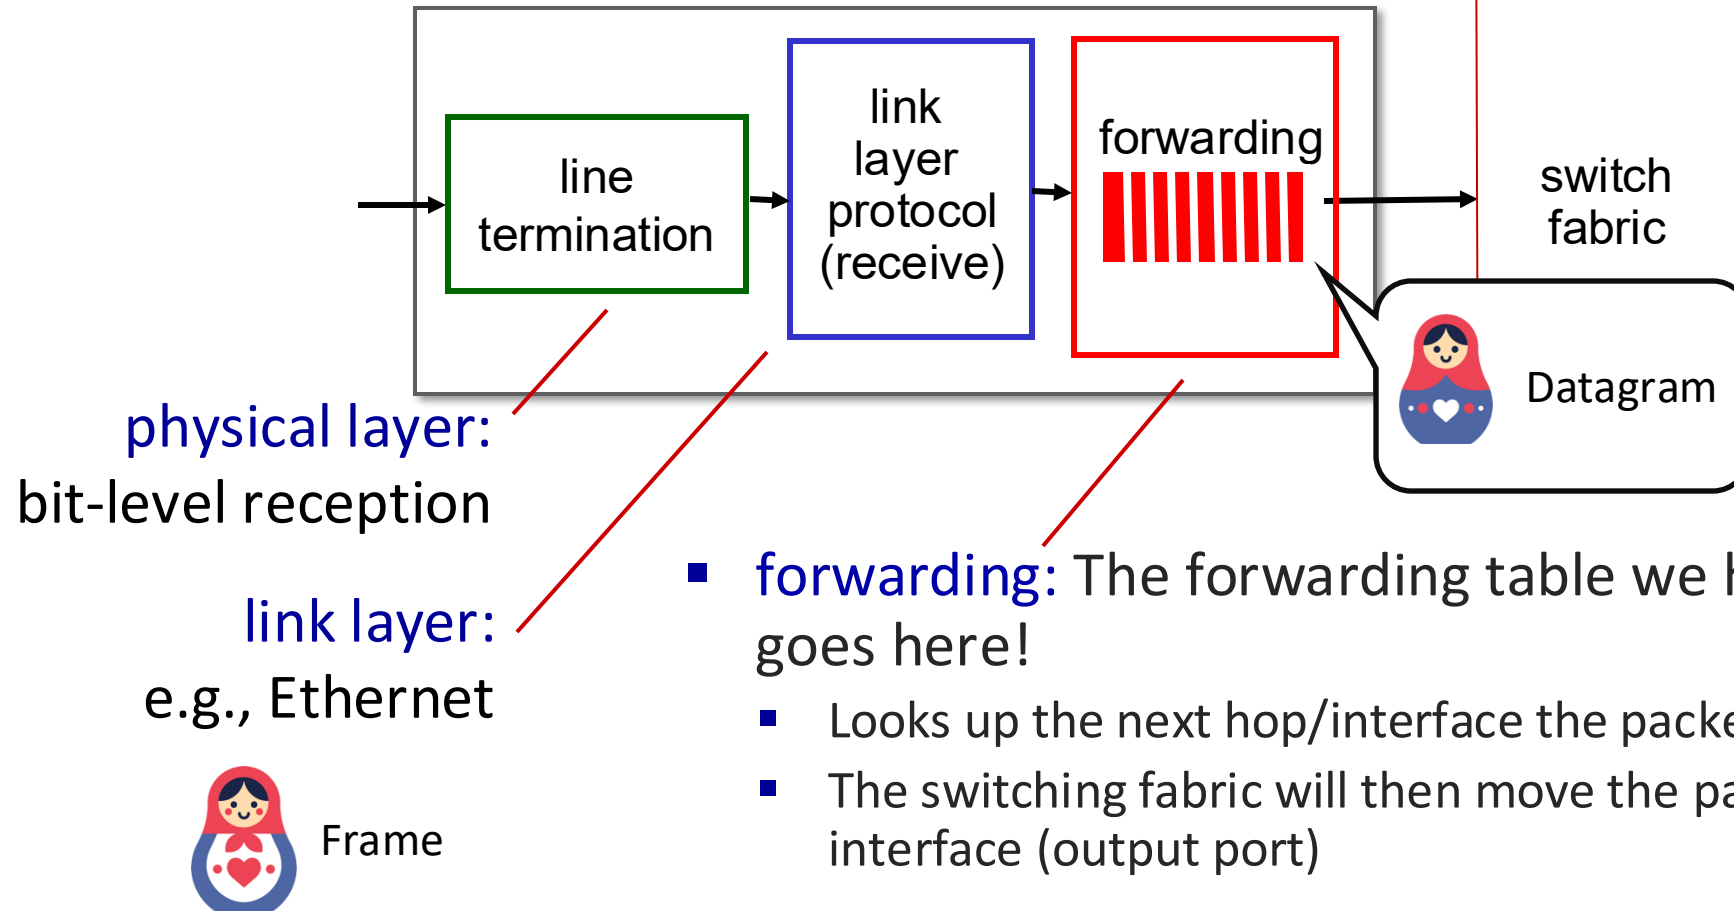 line
termination
link
layer
protocol
(receive)
forwarding
switch
fabric
Datagram
physical layer:
bit-level reception
link layer:
e.g., Ethernet
Frame
forwarding: The forwarding table we
goes here!
Looks up the next hop/interface the
The switching fabric will then move the
interface (output port)